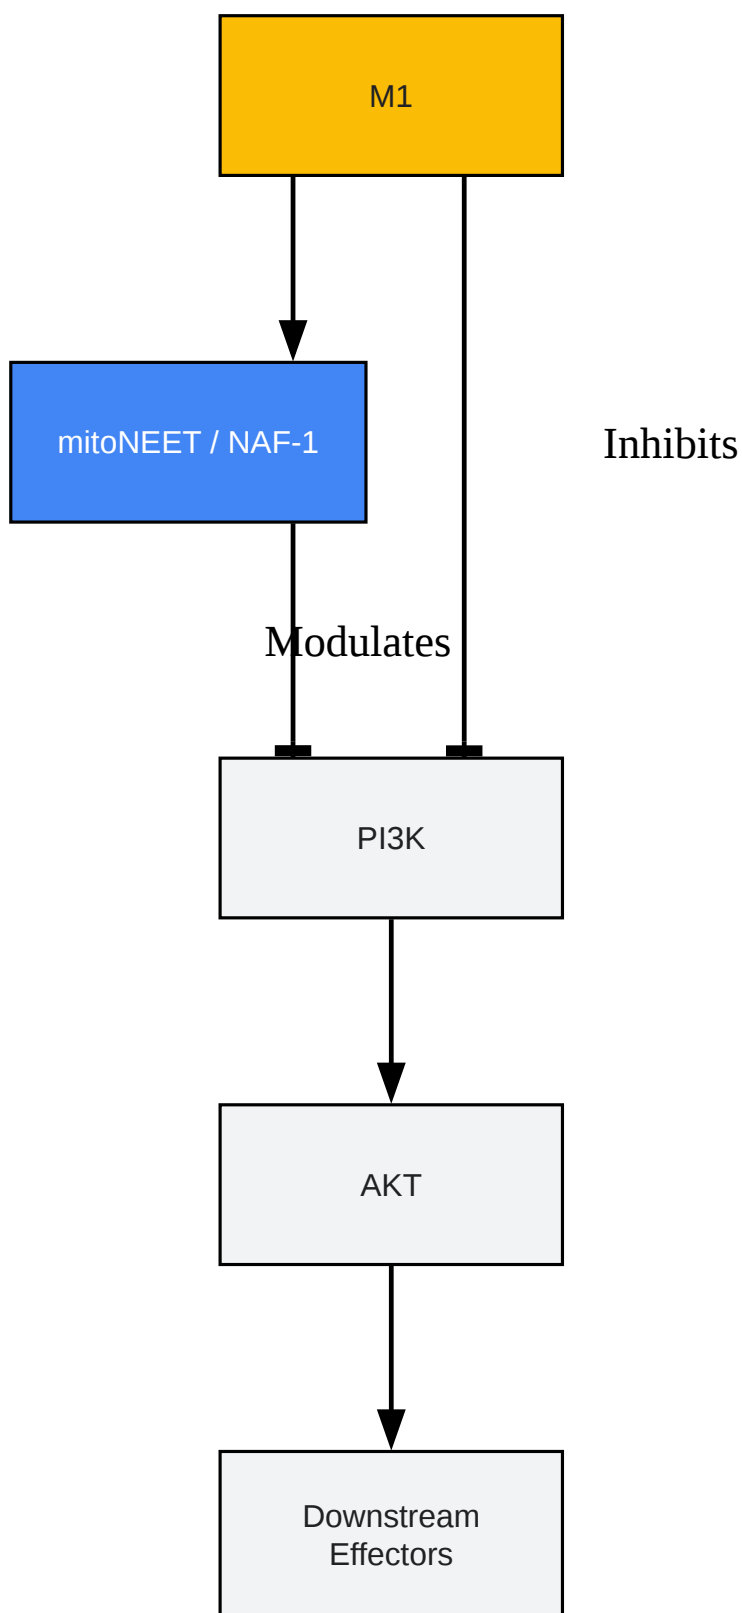 M1
mitoNEET / NAF-1
Inhibits
Modulates
PI3K
AKT
Downstream
Effectors